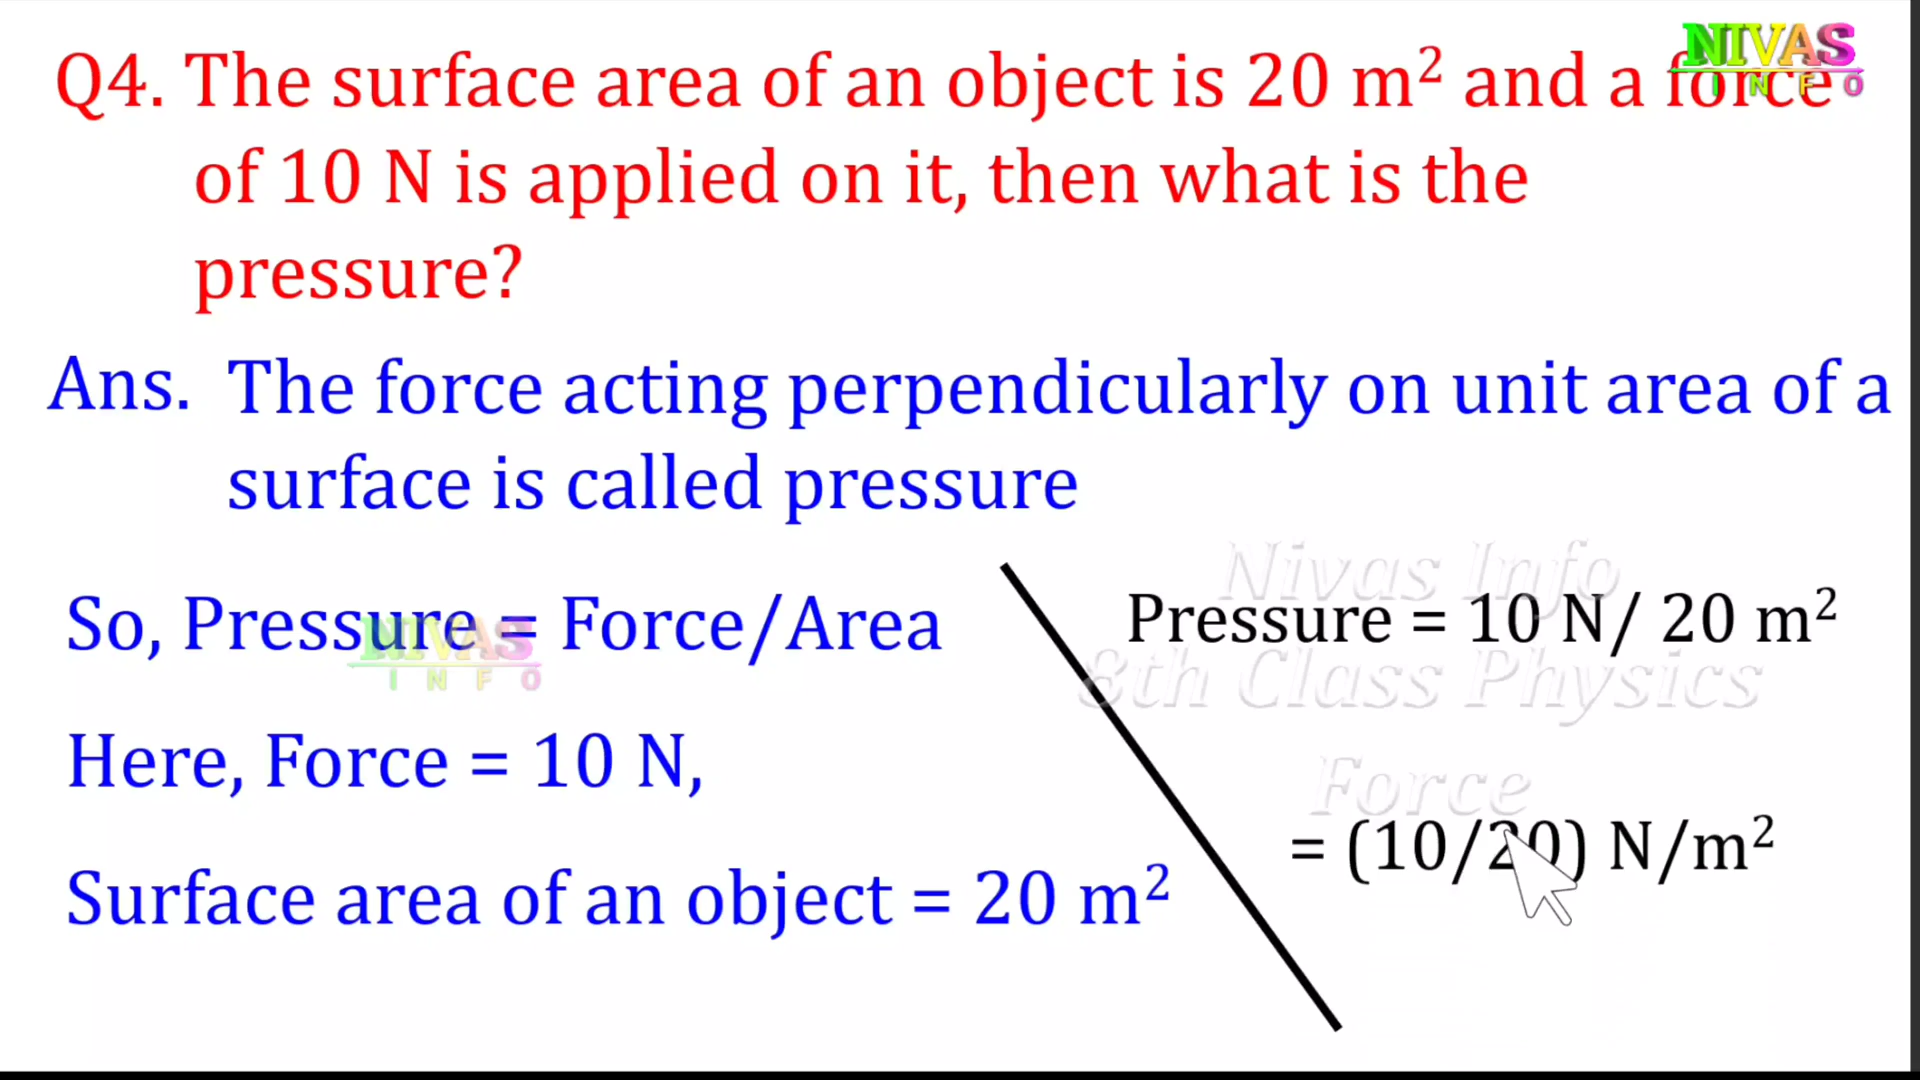 NIVAS
INFO
Q4. The surface area of an object is 20 m² and a force
of 10 N is applied on it, then what is the
pressure?
Ans. The force acting perpendicularly on unit area of a
surface is called pressure
So, Pressure = Force/Area
NIVAS
INFO
Here, Force = 10 N,
Surface area of an object = 20 m²
Nivas Info
Pressure = 10 N/ 20 m²
8th Class Physics
Force
= (10/20) N/m²